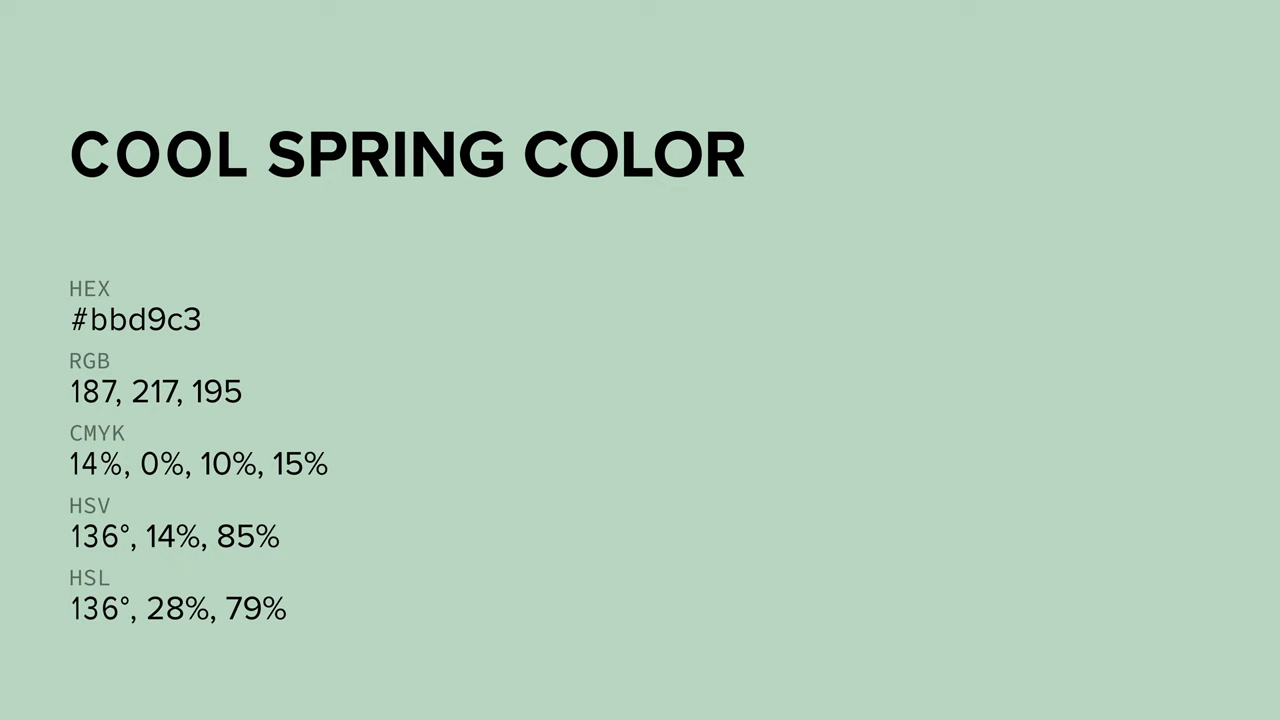 COOL SPRING COLOR
HEX
#bbd9c3
RGB
187, 217, 195
CMYK
14%, 0%, 10%, 15%
HSV
136°, 14%, 85%
HSL
136°, 28%, 79%